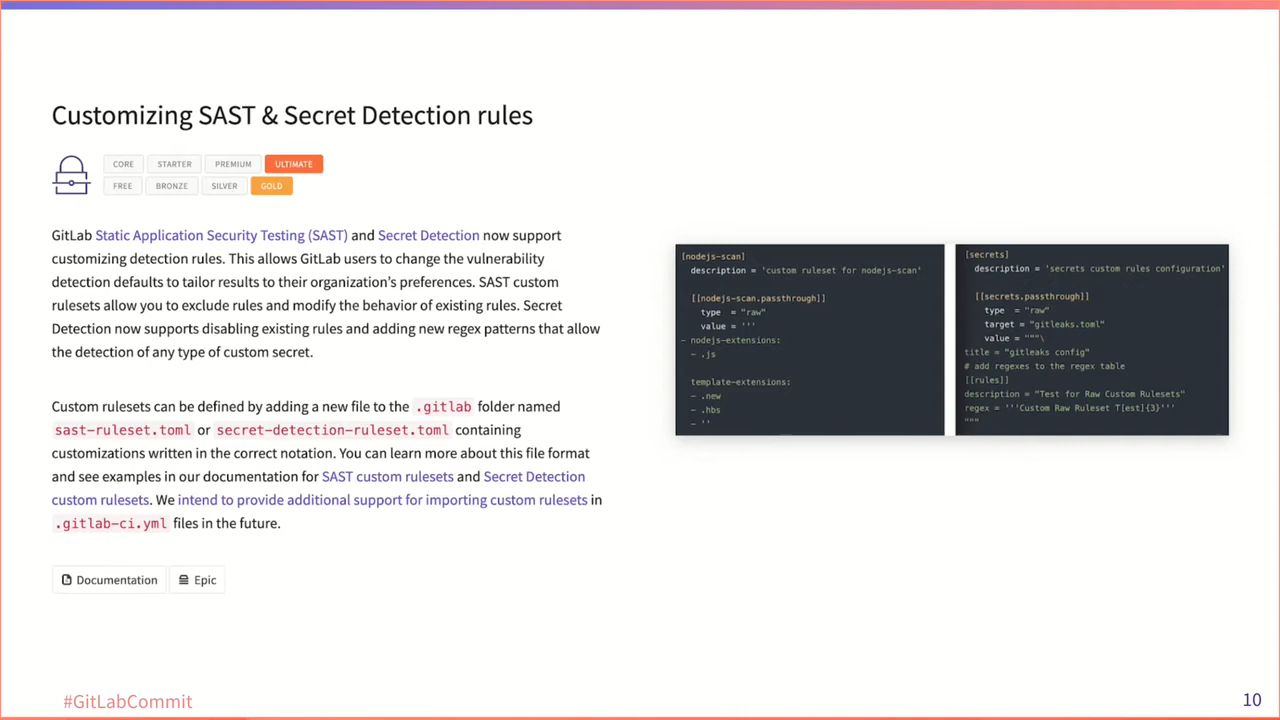 Customizing SAST & Secret Detection rules
CORE STARTER PREMIUM ULTIMATE
FREE BRONZE SILVER GOLD
GitLab Static Application Security Testing (SAST) and Secret Detection now support
customizing detection rules. This allows GitLab users to change the vulnerability
detection defaults to tailor results to their organization's preferences. SAST custom
rulesets allow you to exclude rules and modify the behavior of existing rules. Secret
Detection now supports disabling existing rules and adding new regex patterns that allow
the detection of any type of custom secret.
Custom rulesets can be defined by adding a new file to the .gitlab folder named
sast-ruleset.toml or secret-detection-ruleset.toml containing
customizations written in the correct notation. You can learn more about this file format
and see examples in our documentation for SAST custom rulesets and Secret Detection
custom rulesets. We intend to provide additional support for importing custom rulesets in
.gitlab-ci.yml files in the future.
Documentation Epic
[nodejs-scan]
description = 'custom ruleset for nodejs-scan'
[[nodejs-scan.passthrough]]
type = "raw"
value = '''
- nodejs-extensions:
- .js
template-extensions:
- .new
- .hbs
- ''
[secrets]
description = 'secrets custom rules configuration'
[[secrets.passthrough]]
type = "raw"
target = "gitleaks.toml"
value = """\
title = "gitleaks config"
# add regexes to the regex table
[[rules]]
description = "Test for Raw Custom Rulesets"
regex = '''Custom Raw Ruleset T[est]{3}'''
"""
#GitLabCommit
10